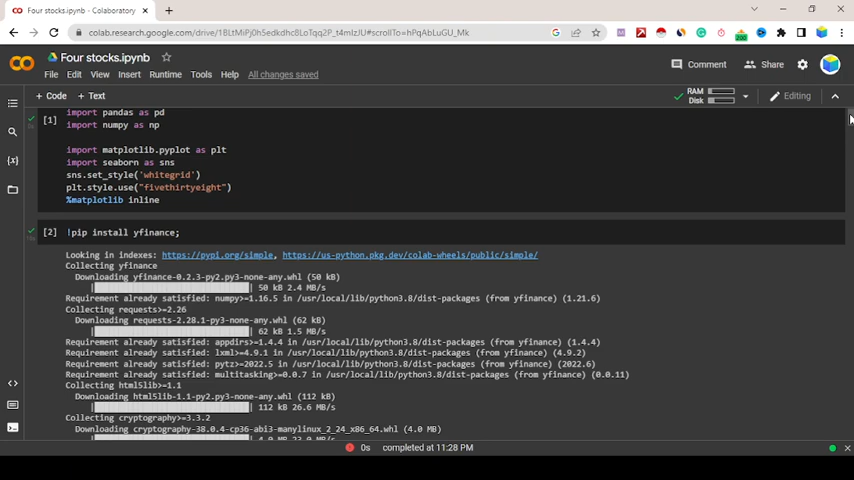 Four stocks.ipynb - Colaboratory
colab.research.google.com/drive/1BLtMiPZ0h5edkdhc8LoTqq2P_t4mIzJU#scrollTo=hPqAbLuGU_Mk
200
Four stocks.ipynb
File Edit View Insert Runtime Tools Help All changes saved
Comment Share
+ Code + Text
RAM
Disk
Editing
[1]
import pandas as pd
import numpy as np
import matplotlib.pyplot as plt
import seaborn as sns
sns.set_style('whitegrid')
plt.style.use("fivethirtyeight")
%matplotlib inline
[2] !pip install yfinance;
Looking in indexes: https://pypi.org/simple, https://us-python.pkg.dev/colab-wheels/public/simple/
Collecting yfinance
Downloading yfinance-0.2.3-py2.py3-none-any.whl (50 kB)
50 kB 2.4 MB/s
Requirement already satisfied: numpy>=1.16.5 in /usr/local/lib/python3.8/dist-packages (from yfinance) (1.21.6)
Collecting requests>=2.26
Downloading requests-2.28.1-py3-none-any.whl (62 kB)
62 kB 1.5 MB/s
Requirement already satisfied: appdirs>=1.4.4 in /usr/local/lib/python3.8/dist-packages (from yfinance) (1.4.4)
Requirement already satisfied: lxml>=4.9.1 in /usr/local/lib/python3.8/dist-packages (from yfinance) (4.9.2)
Requirement already satisfied: pytz>=2022.5 in /usr/local/lib/python3.8/dist-packages (from yfinance) (2022.6)
Requirement already satisfied: multitasking>=0.0.7 in /usr/local/lib/python3.8/dist-packages (from yfinance) (0.0.11)
Collecting html5lib>=1.1
Downloading html5lib-1.1-py2.py3-none-any.whl (112 kB)
112 kB 26.6 MB/s
Collecting cryptography>=3.3.2
Downloading cryptography-38.0.4-cp36-abi3-manylinux_2_24_x86_64.whl (4.0 MB)
4.0 MB 23.0 MB/s
0s completed at 11:28 PM